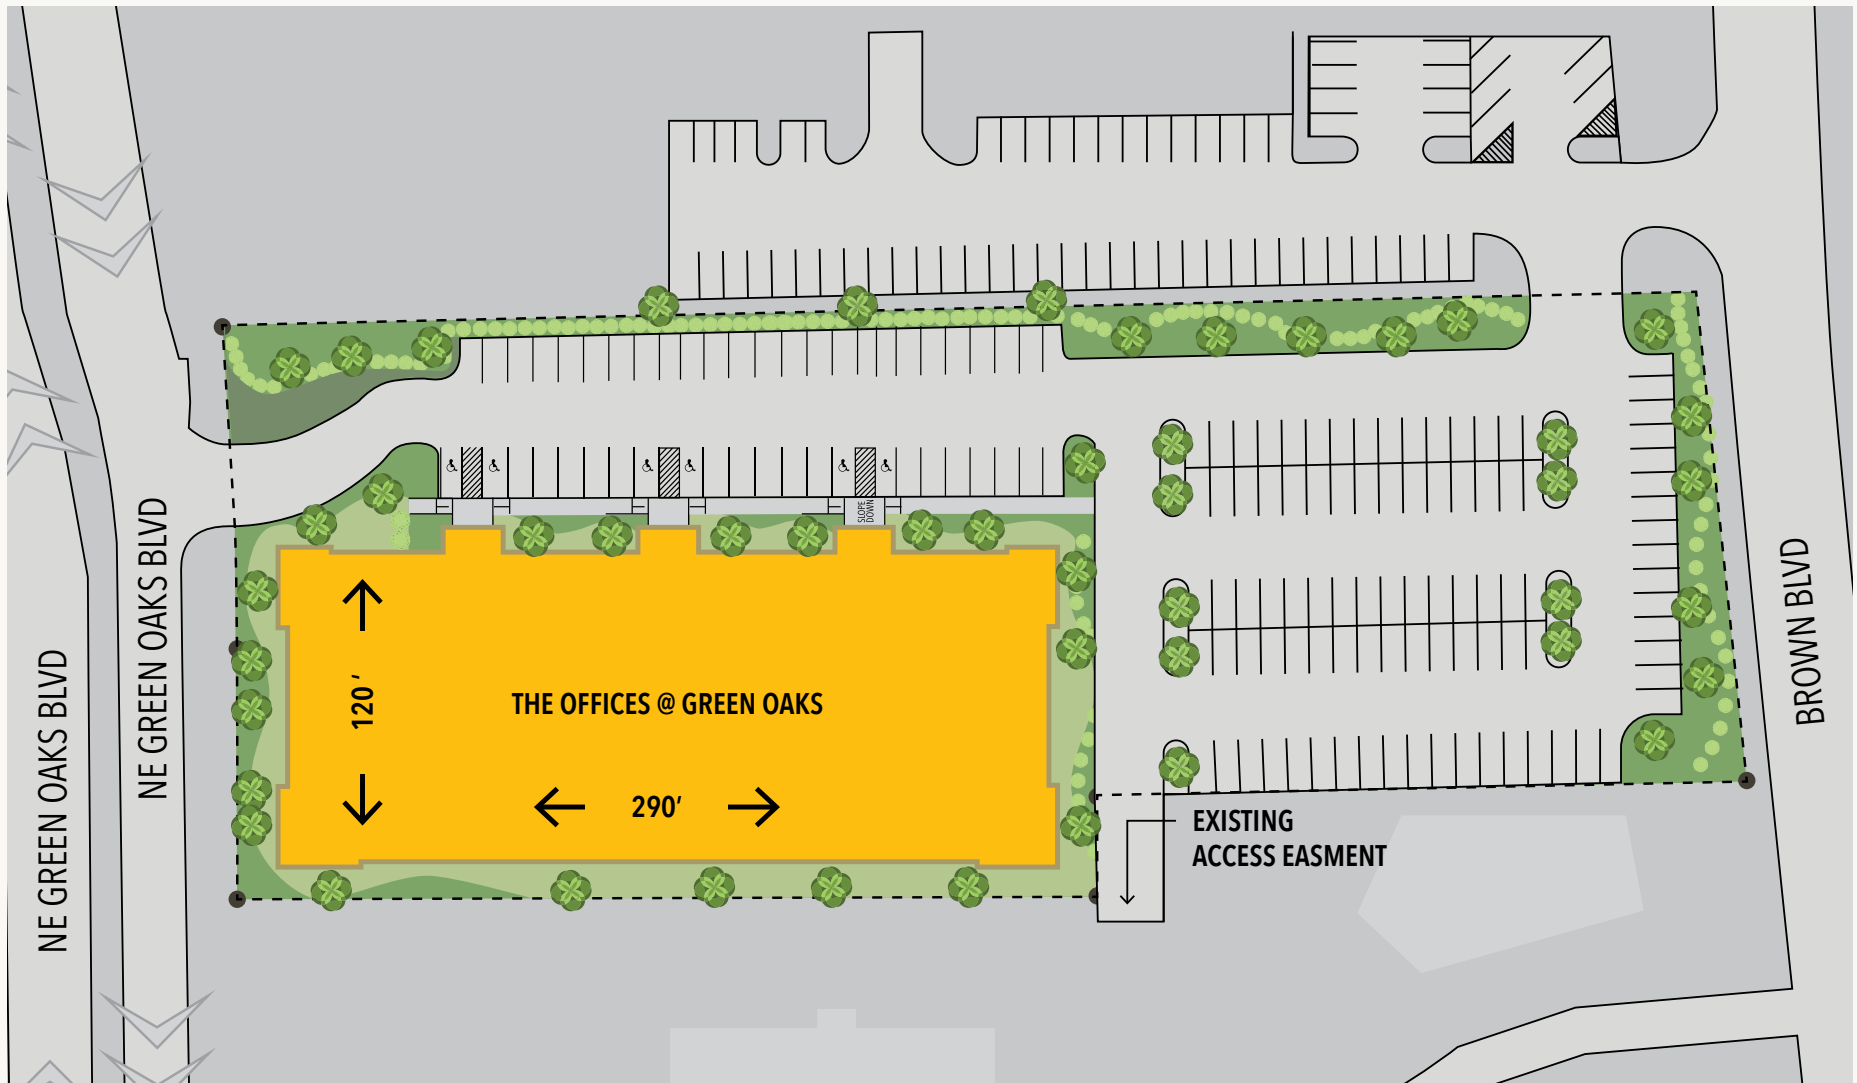 NE GREEN OAKS BLVD
NE GREEN OAKS BLVD
SLOPE
DOWN
120'
THE OFFICES @ GREEN OAKS
290'
EXISTING
ACCESS EASMENT
BROWN BLVD